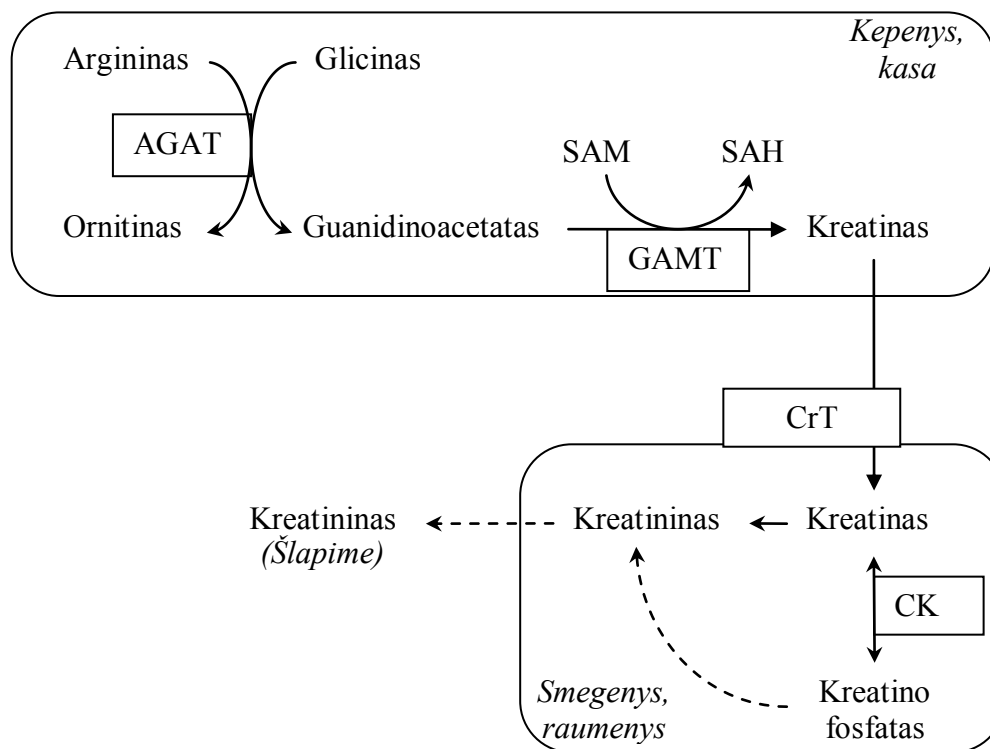 Kepenys,
kasa
Argininas
Glicinas
AGAT
SAM
SAH
Ornitinas
Guanidinoacetatas
Kreatinas
GAMT
CrT
Kreatininas
(Šlapime)
Kreatininas
Kreatinas
CK
Smegenys,
raumenys
Kreatino
fosfatas